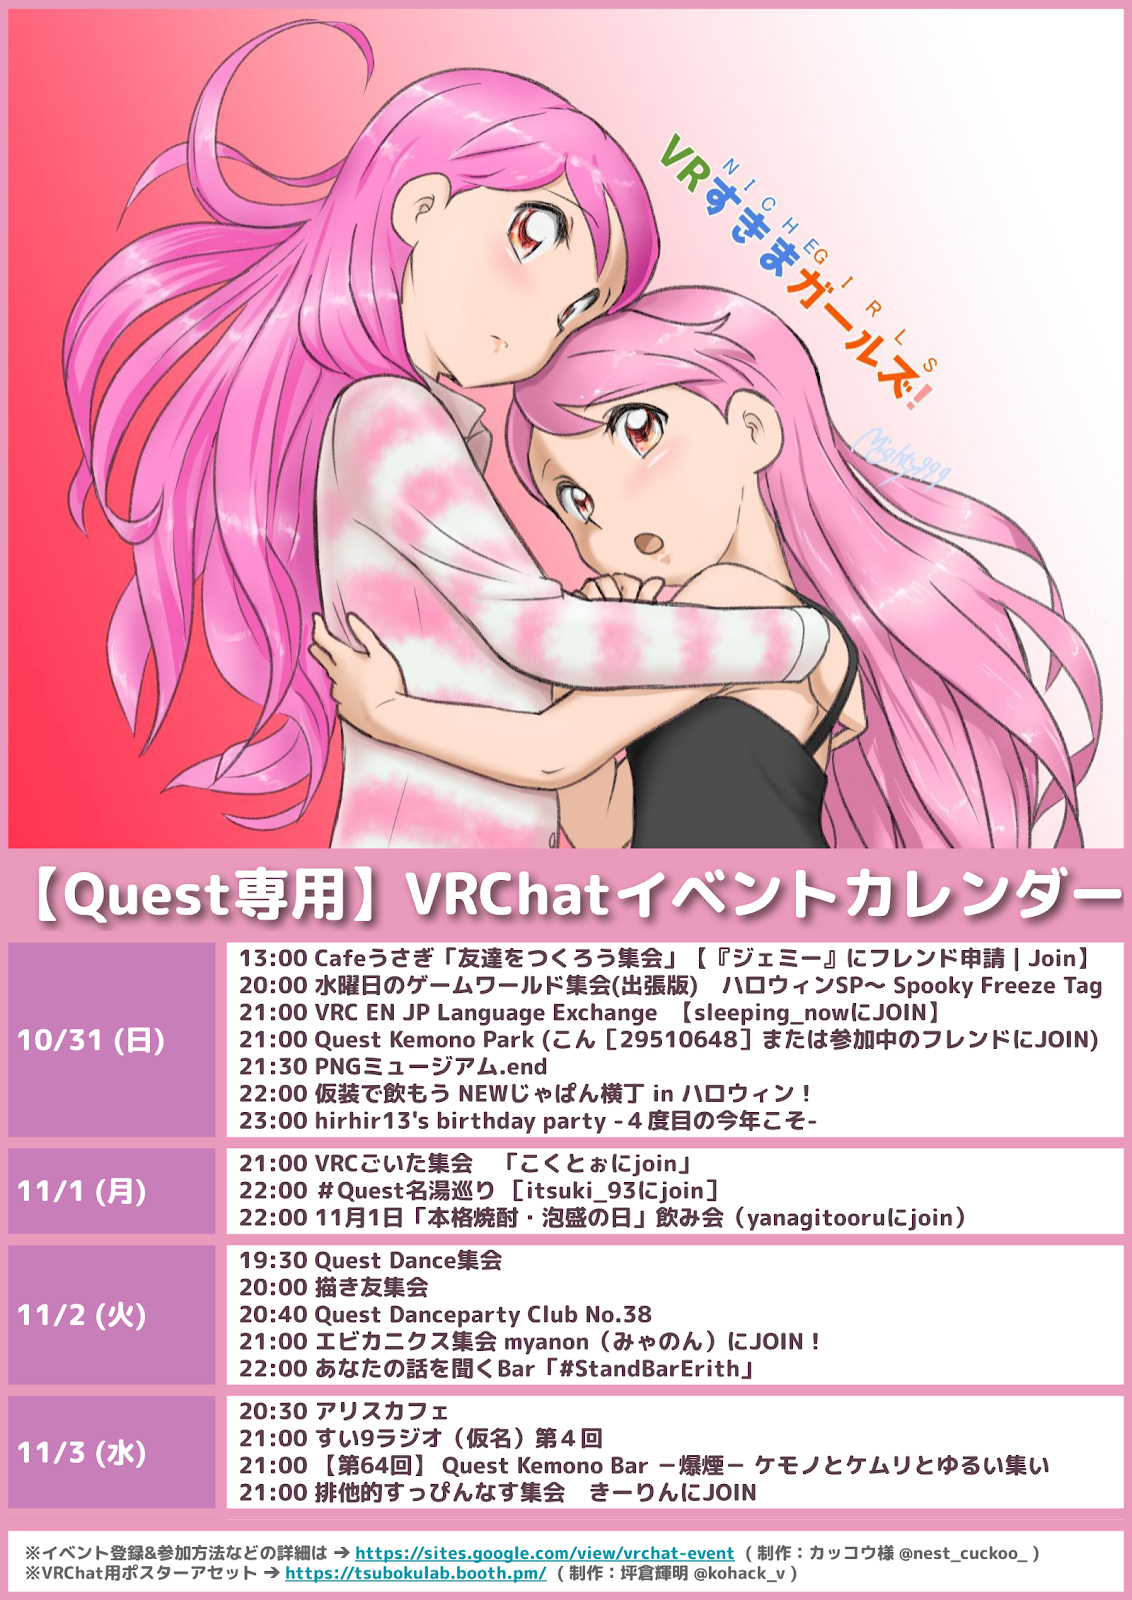 VRすきまガールズ!
NICHEGIRLS
Mighty999
【Quest専用】VRChatイベントカレンダー
10/31 (日)
13:00 Cafeうさぎ「友達をつくろう集会」【『ジェミー』にフレンド申請 | Join】
20:00 水曜日のゲームワールド集会(出張版)　ハロウィンSP～ Spooky Freeze Tag
21:00 VRC EN JP Language Exchange 【sleeping_nowにJOIN】
21:00 Quest Kemono Park (こん［29510648］または参加中のフレンドにJOIN)
21:30 PNGミュージアム.end
22:00 仮装で飲もう NEWじゃぱん横丁 in ハロウィン！
23:00 hirhir13's birthday party -４度目の今年こそ-
11/1 (月)
21:00 VRCごいた集会　「こくとぉにjoin」
22:00 ＃Quest名湯巡り ［itsuki_93にjoin］
22:00 11月1日「本格焼酎・泡盛の日」飲み会（yanagitooruにjoin）
11/2 (火)
19:30 Quest Dance集会
20:00 描き友集会
20:40 Quest Danceparty Club No.38
21:00 エビカニクス集会 myanon（みゃのん）にJOIN！
22:00 あなたの話を聞くBar「#StandBarErith」
11/3 (水)
20:30 アリスカフェ
21:00 すい9ラジオ（仮名）第４回
21:00 【第64回】 Quest Kemono Bar －爆煙－ ケモノとケムリとゆるい集い
21:00 排他的すっぴんなす集会　きーりんにJOIN
※イベント登録&参加方法などの詳細は → https://sites.google.com/view/vrchat-event ( 制作：カッコウ様 @nest_cuckoo_ )
※VRChat用ポスターアセット → https://tsubokulab.booth.pm/ ( 制作：坪倉輝明 @kohack_v )